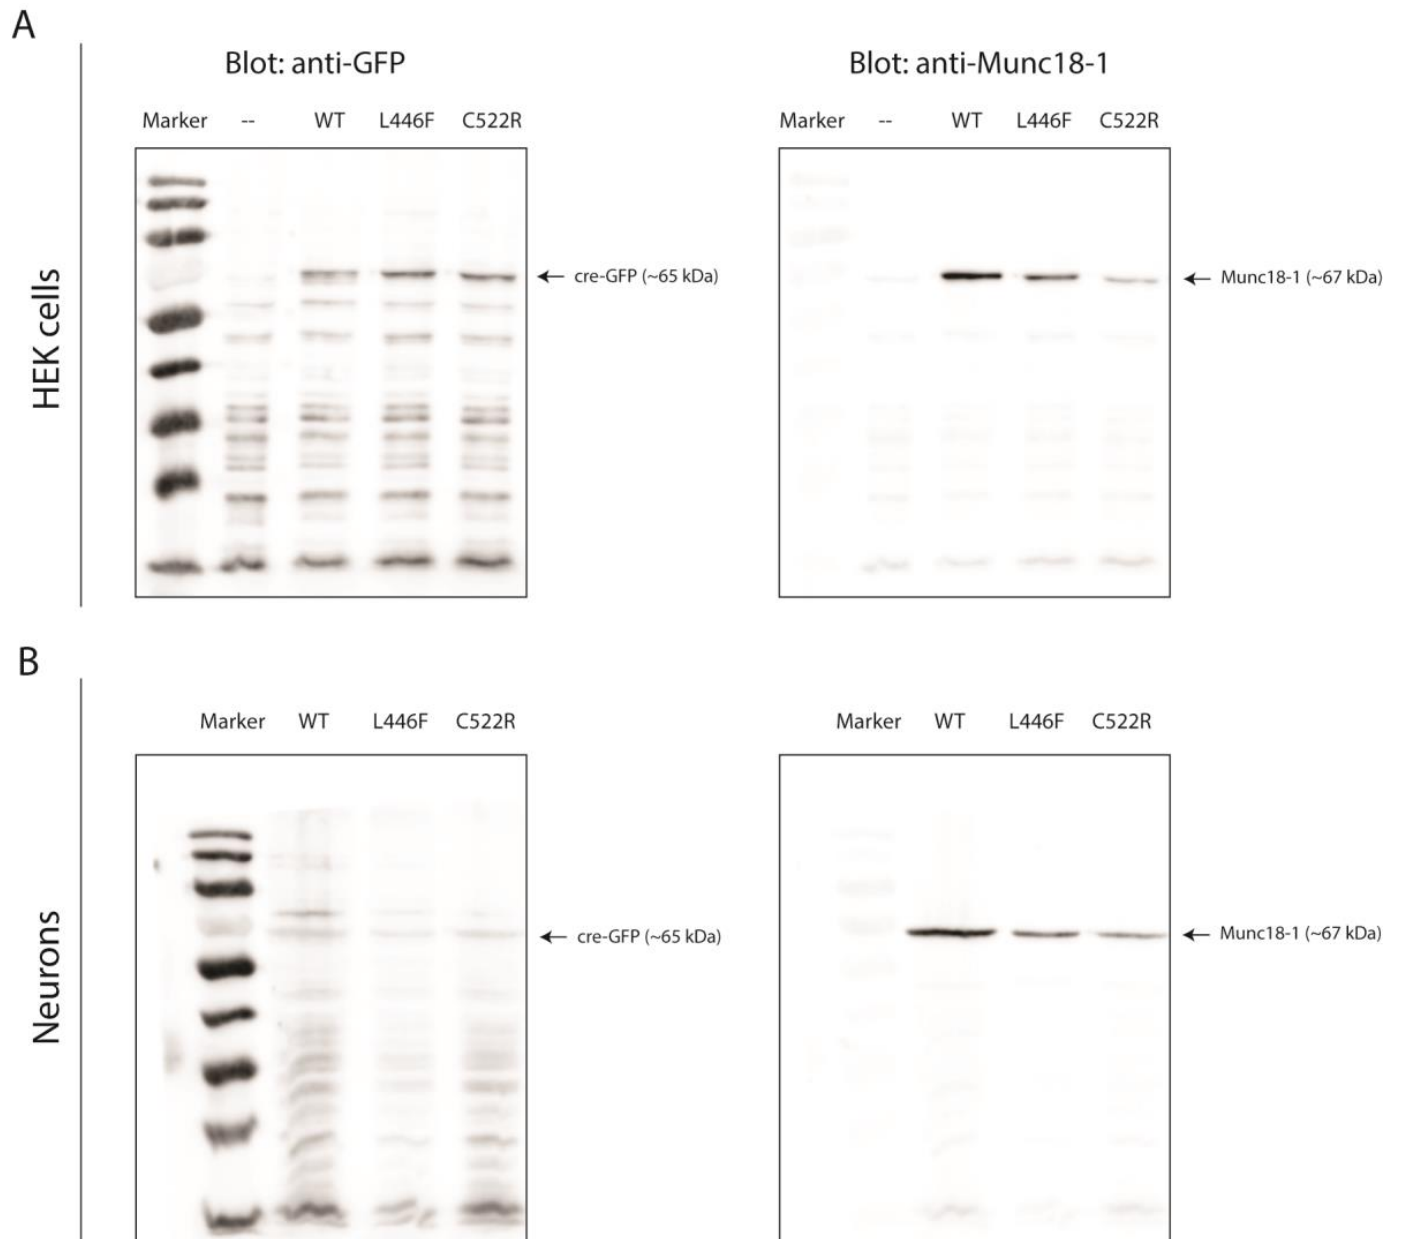 A
Blot: anti-GFP
Blot: anti-Munc18-1
Marker -- WT L446F C522R
Marker -- WT L446F C522R
HEK cells
cre-GFP (~65 kDa)
Munc18-1 (~67 kDa)
B
Marker WT L446F C522R
Marker WT L446F C522R
Neurons
cre-GFP (~65 kDa)
Munc18-1 (~67 kDa)